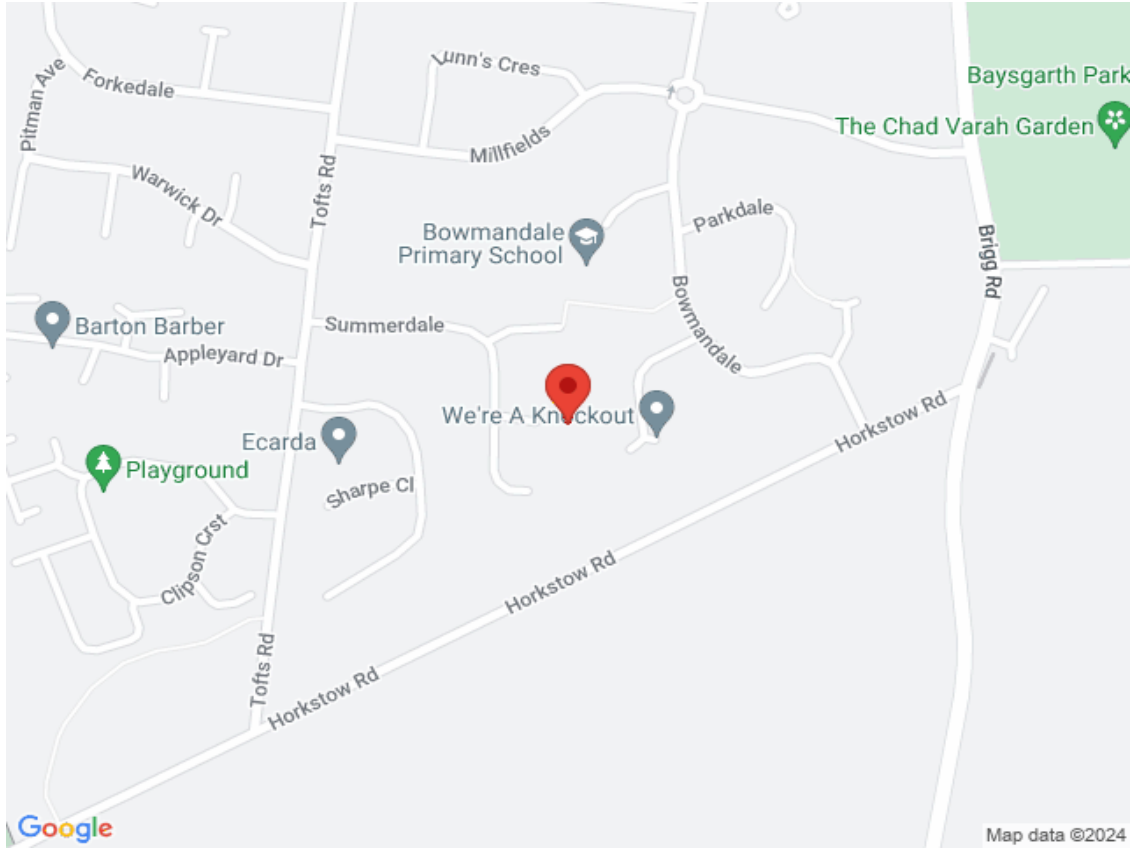 Lunn's Cres
Baysgarth Park
Pitman Ave
Forkedale
The Chad Varah Garden
Millfields
Tofts Rd
Warwick Dr
Parkdale
Bowmandale
Primary School
Brigg Rd
Bowmandale
Barton Barber
Summerdale
Appleyard Dr
We're A Knockout
Horkstow Rd
Ecarda
Playground
Sharpe Cl
Clipson Crst
Horkstow Rd
Tofts Rd
Horkstow Rd
Google
Map data ©2024